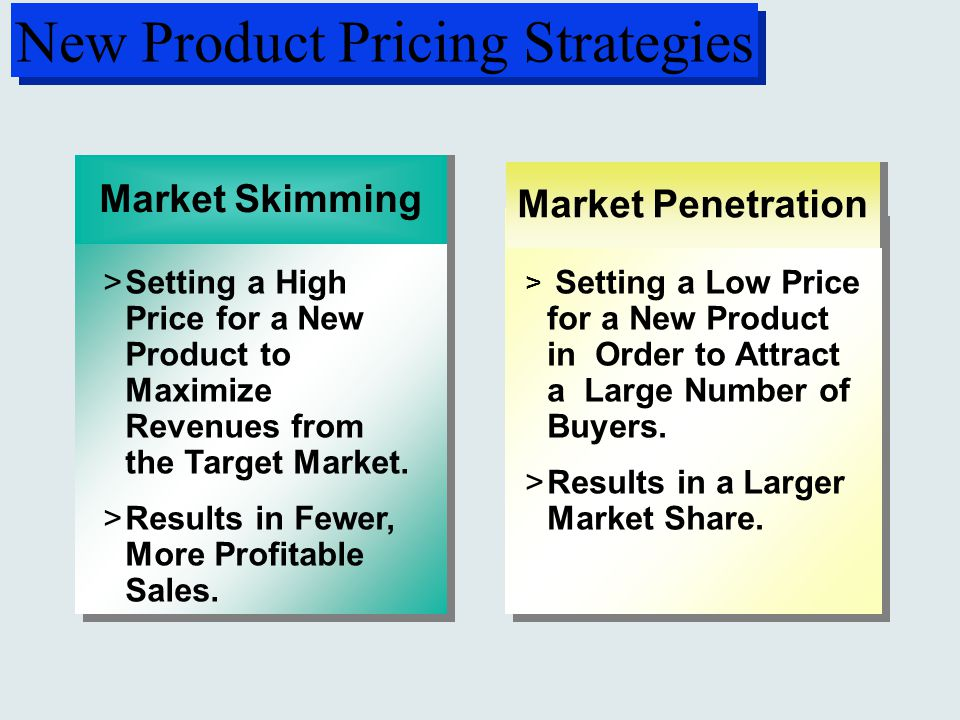 New Product Pricing Strategies
Market Skimming
>Setting a High
Price for a New
Product to
Maximize
Revenues from
the Target Market.
>Results in Fewer,
More Profitable
Sales.
Market Penetration
> Setting a Low Price
for a New Product
in  Order to Attract
a  Large Number of
Buyers.
>Results in a Larger
Market Share.